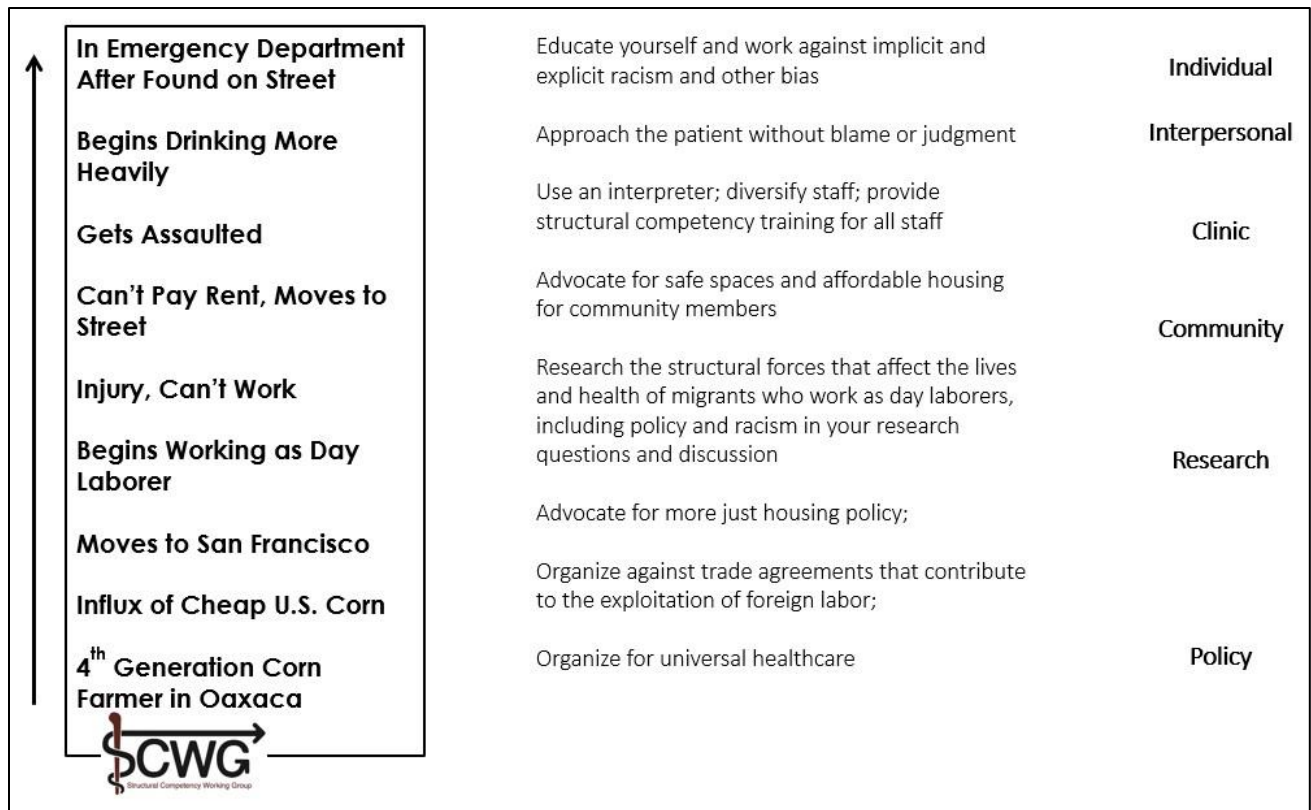 In Emergency Department
After Found on Street
Begins Drinking More
Heavily
Gets Assaulted
Can't Pay Rent, Moves to
Street
Injury, Can't Work
Begins Working as Day
Laborer
Moves to San Francisco
Influx of Cheap U.S. Corn
4th Generation Corn
Farmer in Oaxaca
SCWG
Structural Competency Working Group
Educate yourself and work against implicit and
explicit racism and other bias
Approach the patient without blame or judgment
Use an interpreter; diversify staff; provide
structural competency training for all staff
Advocate for safe spaces and affordable housing
for community members
Research the structural forces that affect the lives
and health of migrants who work as day laborers,
including policy and racism in your research
questions and discussion
Advocate for more just housing policy;
Organize against trade agreements that contribute
to the exploitation of foreign labor;
Organize for universal healthcare
Individual
Interpersonal
Clinic
Community
Research
Policy